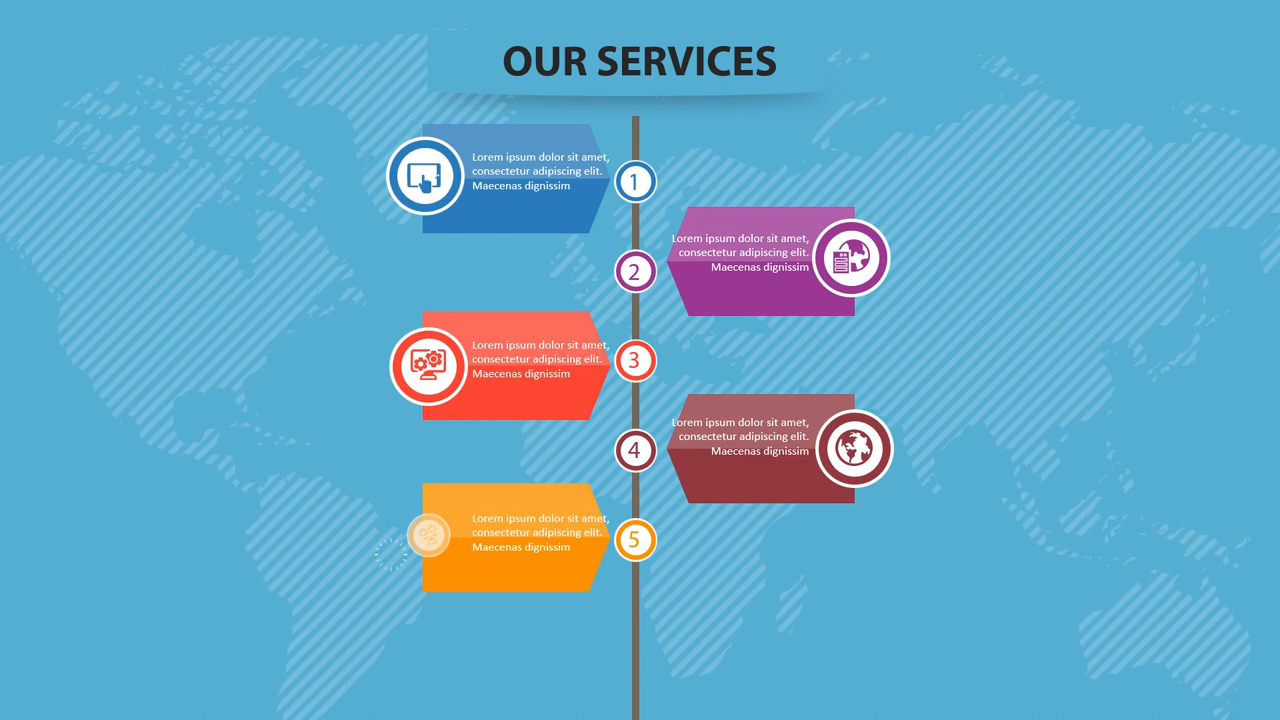 OUR SERVICES
Lorem ipsum dolor sit amet,
consectetur adipiscing elit.
Maecenas dignissim
1
Lorem ipsum dolor sit amet,
consectetur adipiscing elit.
Maecenas dignissim
2
Lorem ipsum dolor sit amet,
consectetur adipiscing elit.
Maecenas dignissim
3
Lorem ipsum dolor sit amet,
consectetur adipiscing elit.
Maecenas dignissim
4
Lorem ipsum dolor sit amet,
consectetur adipiscing elit.
Maecenas dignissim
5